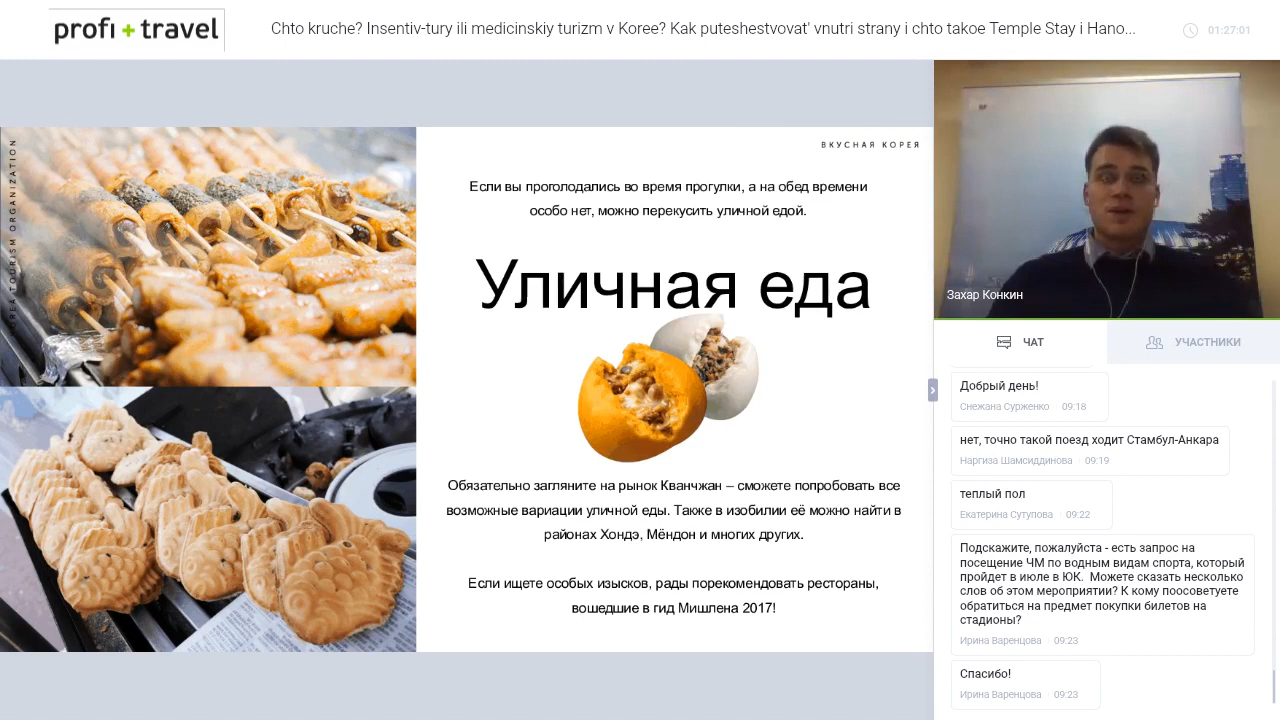 profi + travel
Chto kruche? Insentiv-tury ili medicinskiy turizm v Koree? Kak puteshestvovat' vnutri strany i chto takoe Temple Stay i Hano...
01:27:01
KOREA TOURISM ORGANIZATION
ВКУСНАЯ КОРЕЯ
Если вы проголодались во время прогулки, а на обед времени
особо нет, можно перекусить уличной едой.
Уличная еда
Обязательно загляните на рынок Кванчжан – сможете попробовать все
возможные вариации уличной еды. Также в изобилии её можно найти в
районах Хондэ, Мёндон и многих других.
Если ищете особых изысков, рады порекомендовать рестораны,
вошедшие в гид Мишлена 2017!
Захар Конкин
ЧАТ
УЧАСТНИКИ
Добрый день!
Снежана Сурженко · 09:18
нет, точно такой поезд ходит Стамбул-Анкара
Наргиза Шамсиддинова · 09:19
теплый пол
Екатерина Сутупова · 09:22
Подскажите, пожалуйста - есть запрос на
посещение ЧМ по водным видам спорта, который
пройдет в июле в ЮК. Можете сказать несколько
слов об этом мероприятии? К кому поосоветуете
обратиться на предмет покупки билетов на
стадионы?
Ирина Варенцова · 09:23
Спасибо!
Ирина Варенцова · 09:23